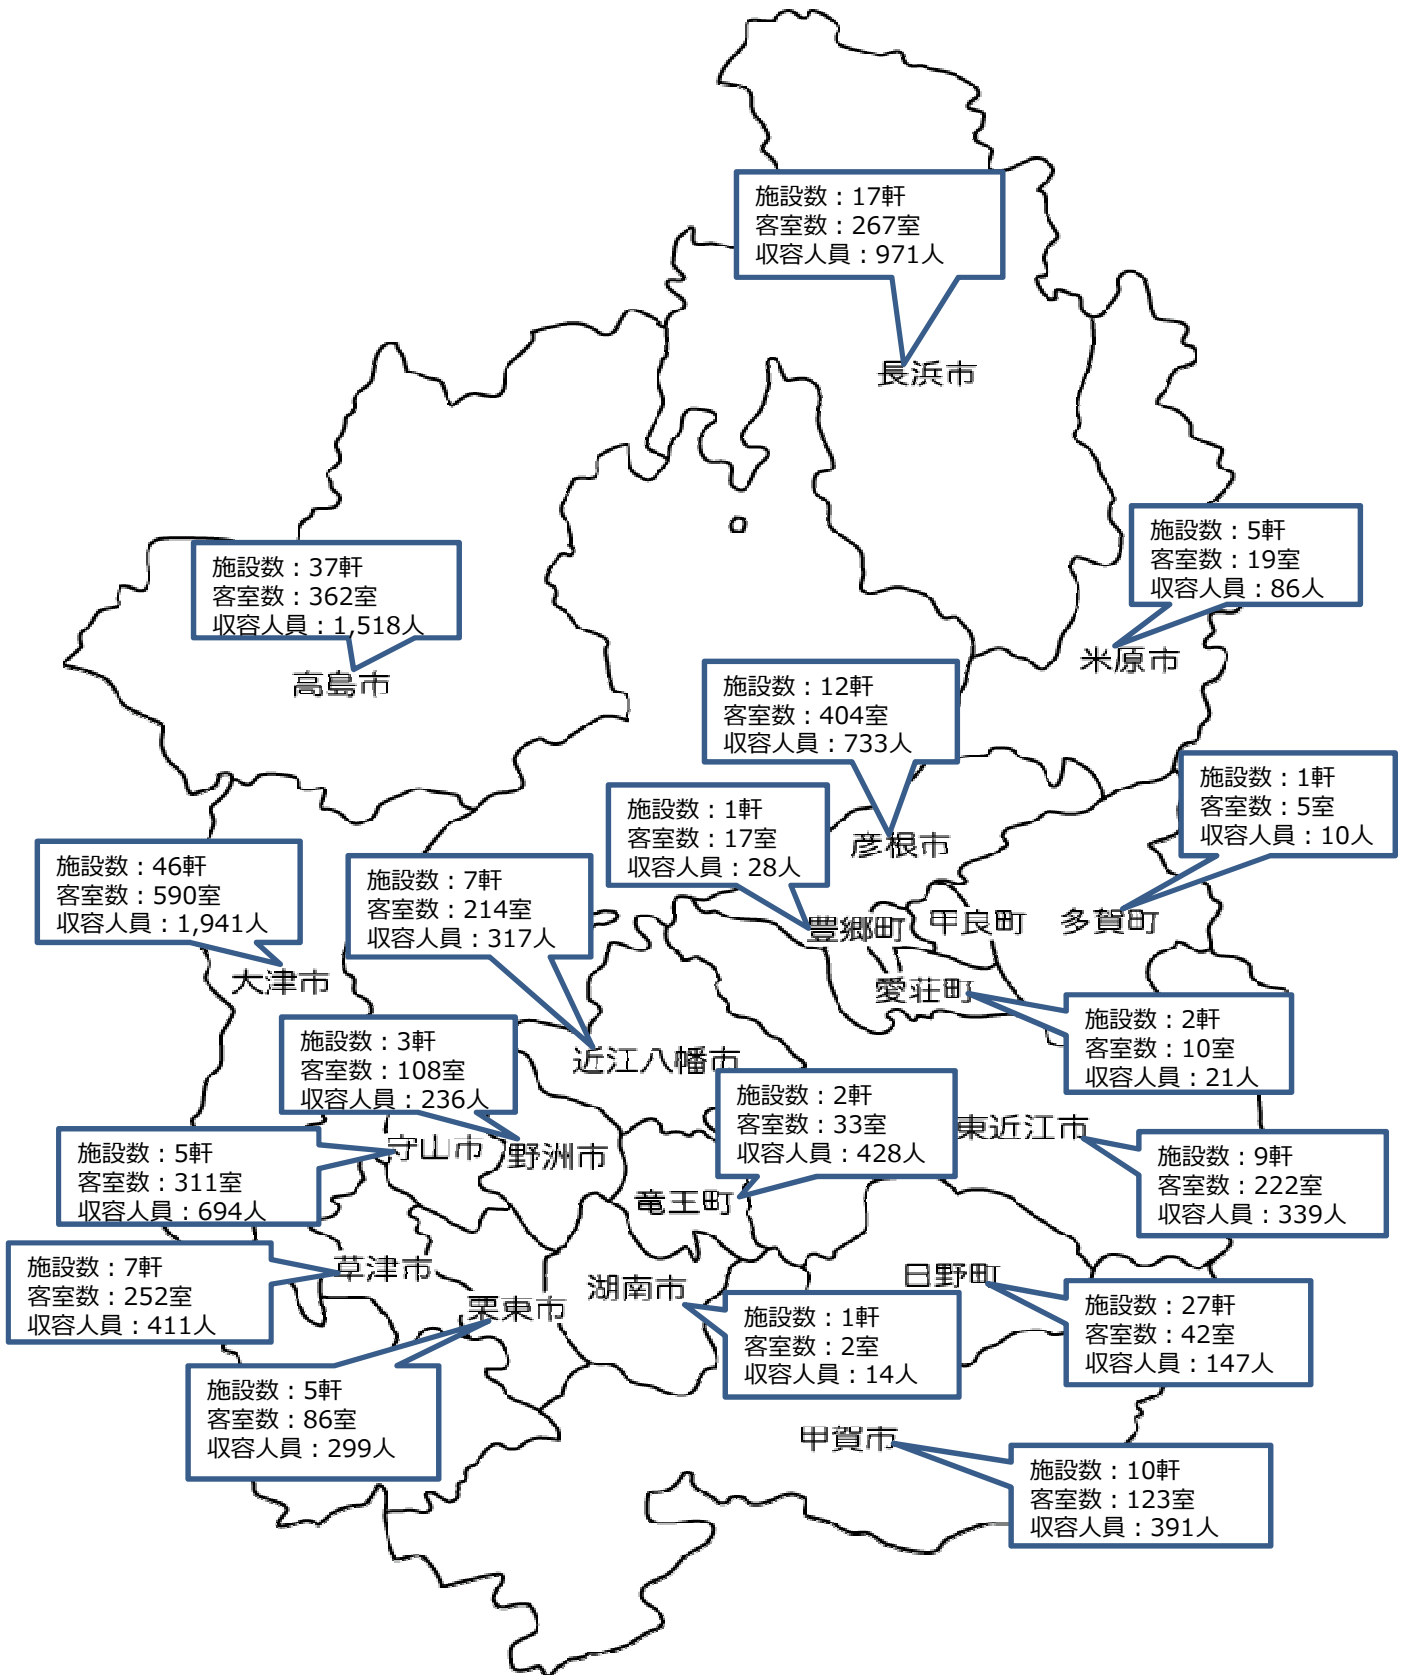 施設数：17軒
客室数：267室
収容人員：971人
長浜市
施設数：5軒
客室数：19室
収容人員：86人
米原市
施設数：37軒
客室数：362室
収容人員：1,518人
高島市
施設数：12軒
客室数：404室
収容人員：733人
彦根市
施設数：1軒
客室数：5室
収容人員：10人
多賀町
施設数：1軒
客室数：17室
収容人員：28人
豊郷町
甲良町
施設数：46軒
客室数：590室
収容人員：1,941人
大津市
施設数：7軒
客室数：214室
収容人員：317人
近江八幡市
愛荘町
施設数：2軒
客室数：10室
収容人員：21人
施設数：3軒
客室数：108室
収容人員：236人
野洲市
施設数：2軒
客室数：33室
収容人員：428人
竜王町
東近江市
施設数：9軒
客室数：222室
収容人員：339人
施設数：5軒
客室数：311室
収容人員：694人
守山市
施設数：7軒
客室数：252室
収容人員：411人
草津市
栗東市
施設数：5軒
客室数：86室
収容人員：299人
湖南市
施設数：1軒
客室数：2室
収容人員：14人
日野町
施設数：27軒
客室数：42室
収容人員：147人
甲賀市
施設数：10軒
客室数：123室
収容人員：391人